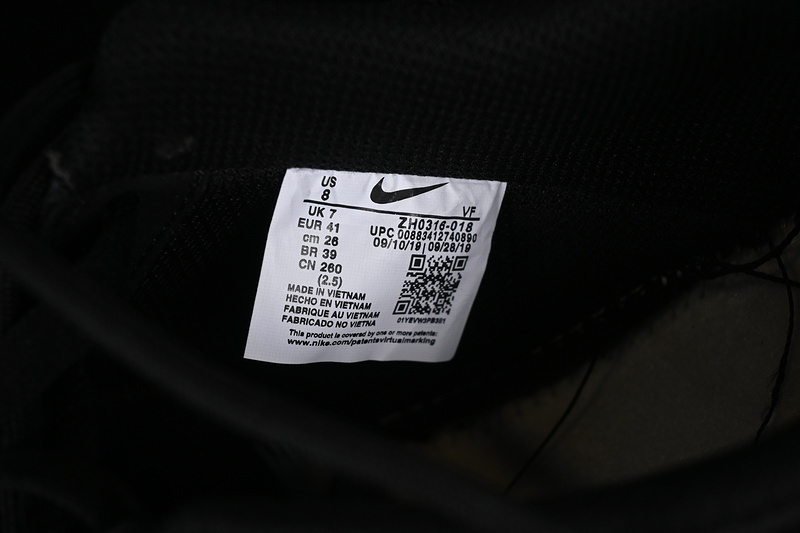 US
8
VF
UK 7
EUR 41
cm 26
BR 39
CN 260
(2.5)
ZH0316-018
UPC 00883412740890
09/10/19 09/28/19
MADE IN VIETNAM
HECHO EN VIETNAM
FABRIQUE AU VIETNAM
FABRICADO NO VIETNA
This product is covered by one or more patents:
www.nike.com/patentsvirtualmarking